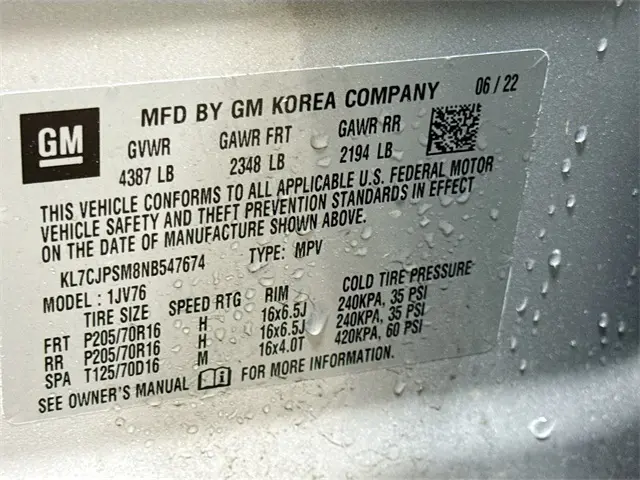 GM
MFD BY GM KOREA COMPANY
06 / 22
GVWR GAWR FRT GAWR RR
4387 LB 2348 LB 2194 LB
THIS VEHICLE CONFORMS TO ALL APPLICABLE U.S. FEDERAL MOTOR
VEHICLE SAFETY AND THEFT PREVENTION STANDARDS IN EFFECT
ON THE DATE OF MANUFACTURE SHOWN ABOVE.
KL7CJPSM8NB547674 TYPE: MPV
MODEL : 1JV76
TIRE SIZE SPEED RTG RIM COLD TIRE PRESSURE
FRT P205/70R16 H 16x6.5J 240KPA, 35 PSI
RR P205/70R16 H 16x6.5J 240KPA, 35 PSI
SPA T125/70D16 M 16x4.0T 420KPA, 60 PSI
SEE OWNER'S MANUAL FOR MORE INFORMATION.